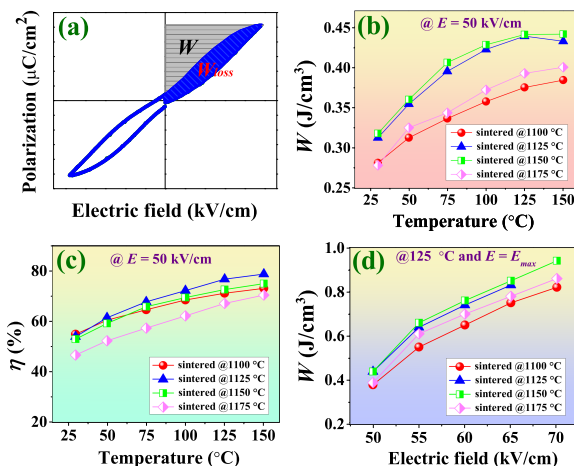 (a)
W
Wloss
Polarization (μC/cm²)
Electric field (kV/cm)
(b)
@ E = 50 kV/cm
0.45
0.40
0.35
0.30
0.25
W (J/cm³)
sintered @1100 °C
sintered @1125 °C
sintered @1150 °C
sintered @1175 °C
25 50 75 100 125 150
Temperature (°C)
(c)
@ E = 50 kV/cm
80
60
40
20
η (%)
sintered @1100 °C
sintered @1125 °C
sintered @1150 °C
sintered @1175 °C
25 50 75 100 125 150
Temperature (°C)
(d)
@125 °C and E = Emax
1.0
0.8
0.6
0.4
0.2
W (J/cm³)
sintered @1100 °C
sintered @1125 °C
sintered @1150 °C
sintered @1175 °C
50 55 60 65 70
Electric field (kV/cm)